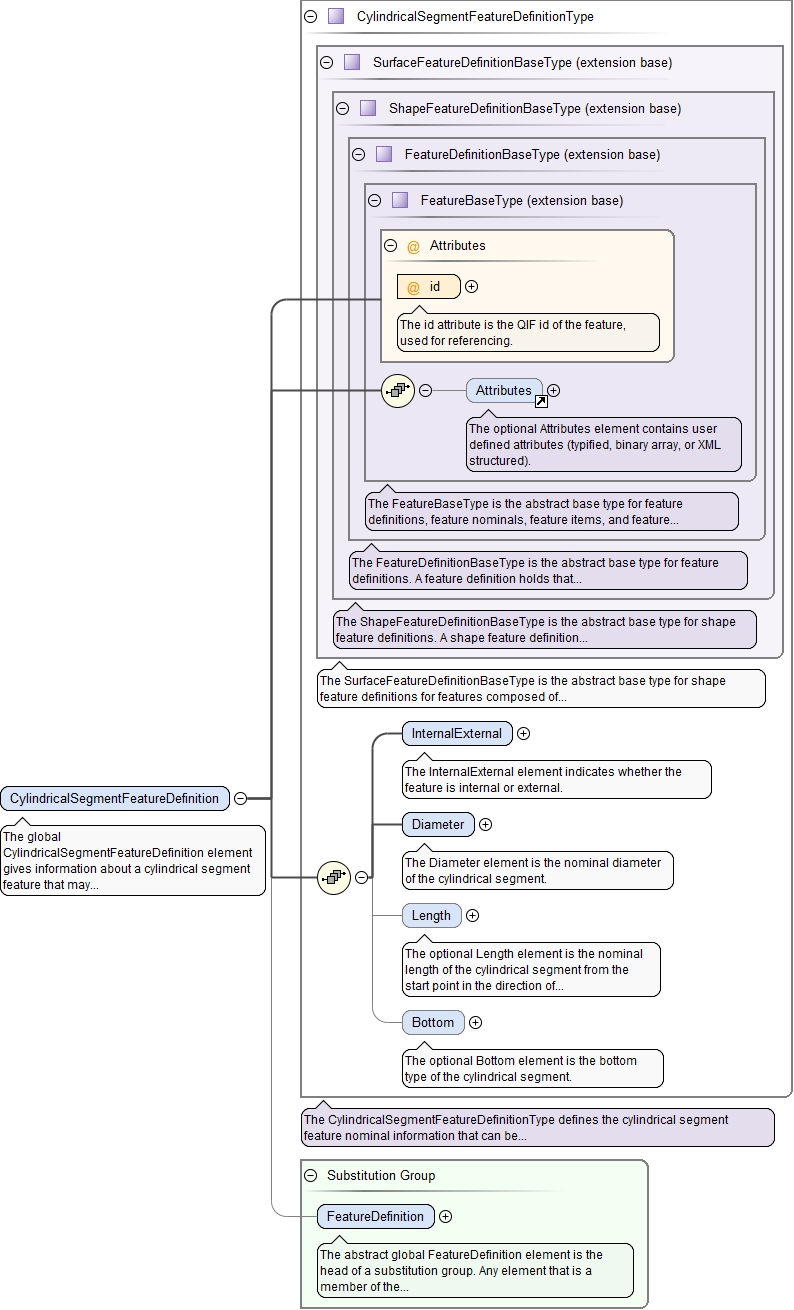 CylindricalSegmentFeatureDefinitionType
SurfaceFeatureDefinitionBaseType (extension base)
ShapeFeatureDefinitionBaseType (extension base)
FeatureDefinitionBaseType (extension base)
FeatureBaseType (extension base)
@ Attributes
@ id
The id attribute is the QIF id of the feature,
used for referencing.
Attributes
The optional Attributes element contains user
defined attributes (typified, binary array, or XML
structured).
The FeatureBaseType is the abstract base type for feature
definitions, feature nominals, feature items, and feature...
The FeatureDefinitionBaseType is the abstract base type for feature
definitions. A feature definition holds that...
The ShapeFeatureDefinitionBaseType is the abstract base type for shape
feature definitions. A shape feature definition...
The SurfaceFeatureDefinitionBaseType is the abstract base type for shape
feature definitions for features composed of...
InternalExternal
The InternalExternal element indicates whether the
feature is internal or external.
CylindricalSegmentFeatureDefinition
The global
CylindricalSegmentFeatureDefinition element
gives information about a cylindrical segment
feature that may...
Diameter
The Diameter element is the nominal diameter
of the cylindrical segment.
Length
The optional Length element is the nominal
length of the cylindrical segment from the
start point in the direction of...
Bottom
The optional Bottom element is the bottom
type of the cylindrical segment.
The CylindricalSegmentFeatureDefinitionType defines the cylindrical segment
feature nominal information that can be...
Substitution Group
FeatureDefinition
The abstract global FeatureDefinition element is the
head of a substitution group. Any element that is a
member of the...